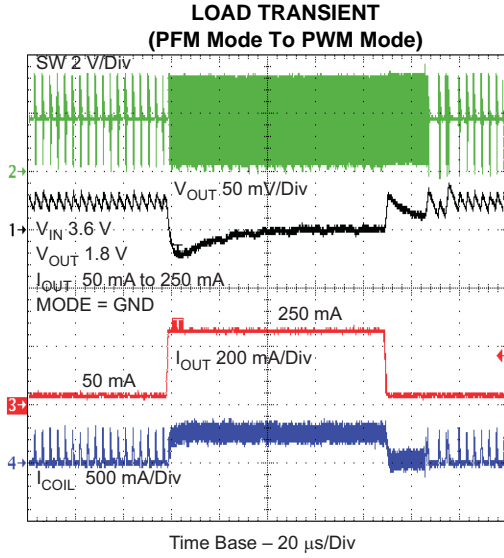 LOAD TRANSIENT
(PFM Mode To PWM Mode)
SW 2 V/Div
2
VOUT 50 mV/Div
1
VIN 3.6 V
VOUT 1.8 V
IOUT 50 mA to 250 mA
MODE = GND
T
T
250 mA
IOUT 200 mA/Div
50 mA
3
4
ICOIL 500 mA/Div
Time Base – 20 μs/Div